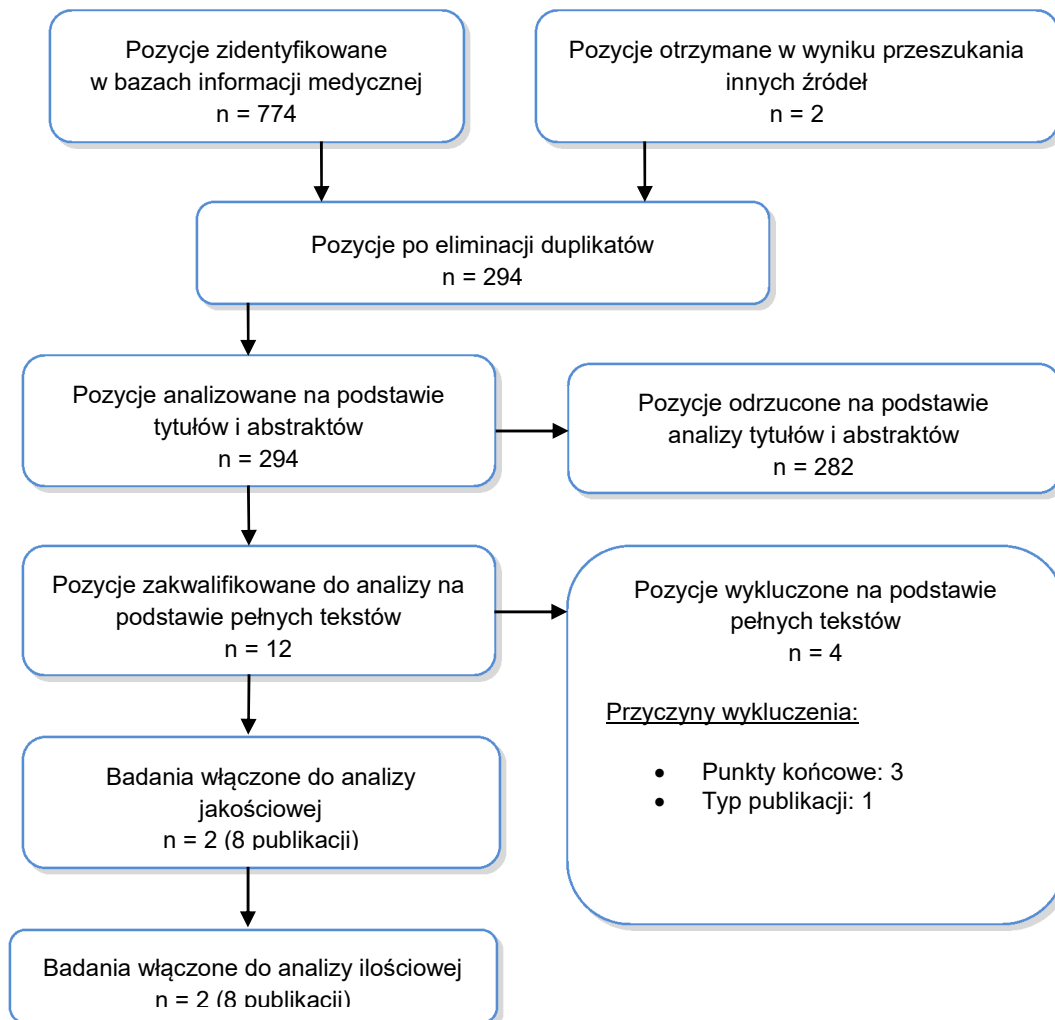 Pozycje zidentyfikowane
w bazach informacji medycznej
n = 774
Pozycje otrzymane w wyniku przeszukania
innych źródeł
n = 2
Pozycje po eliminacji duplikatów
n = 294
Pozycje analizowane na podstawie
tytułów i abstraktów
n = 294
Pozycje odrzucone na podstawie
analizy tytułów i abstraktów
n = 282
Pozycje zakwalifikowane do analizy na
podstawie pełnych tekstów
n = 12
Pozycje wykluczone na podstawie
pełnych tekstów
n = 4
Przyczyny wykluczenia:
• Punkty końcowe: 3
• Typ publikacji: 1
Badania włączone do analizy
jakościowej
n = 2 (8 publikacji)
Badania włączone do analizy ilościowej
n = 2 (8 publikacji)